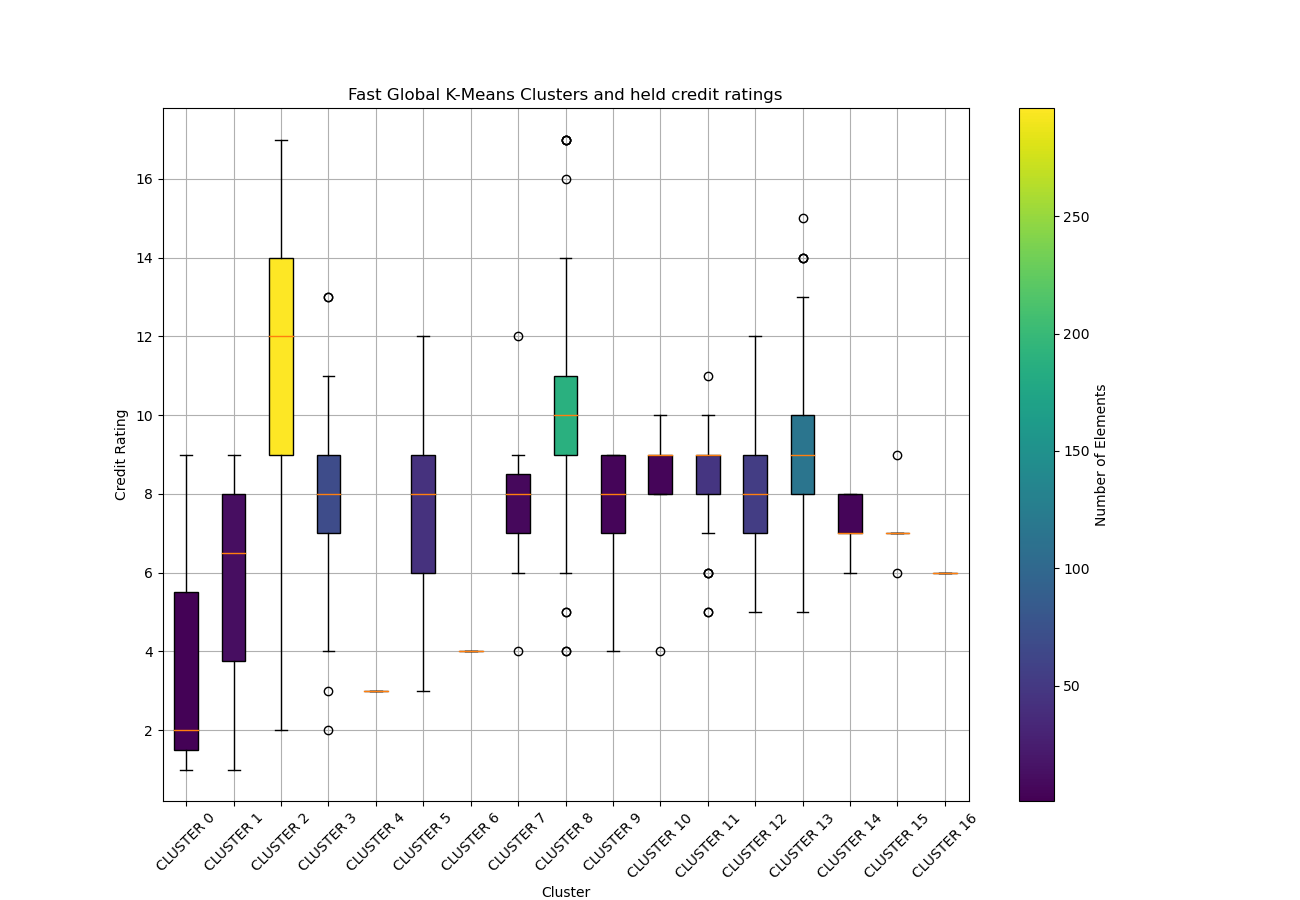 Fast Global K-Means Clusters and held credit ratings
16
14
12
10
8
6
4
2
Credit Rating
CLUSTER 0
CLUSTER 1
CLUSTER 2
CLUSTER 3
CLUSTER 4
CLUSTER 5
CLUSTER 6
CLUSTER 7
CLUSTER 8
CLUSTER 9
CLUSTER 10
CLUSTER 11
CLUSTER 12
CLUSTER 13
CLUSTER 14
CLUSTER 15
CLUSTER 16
Cluster
250
200
150
100
50
Number of Elements